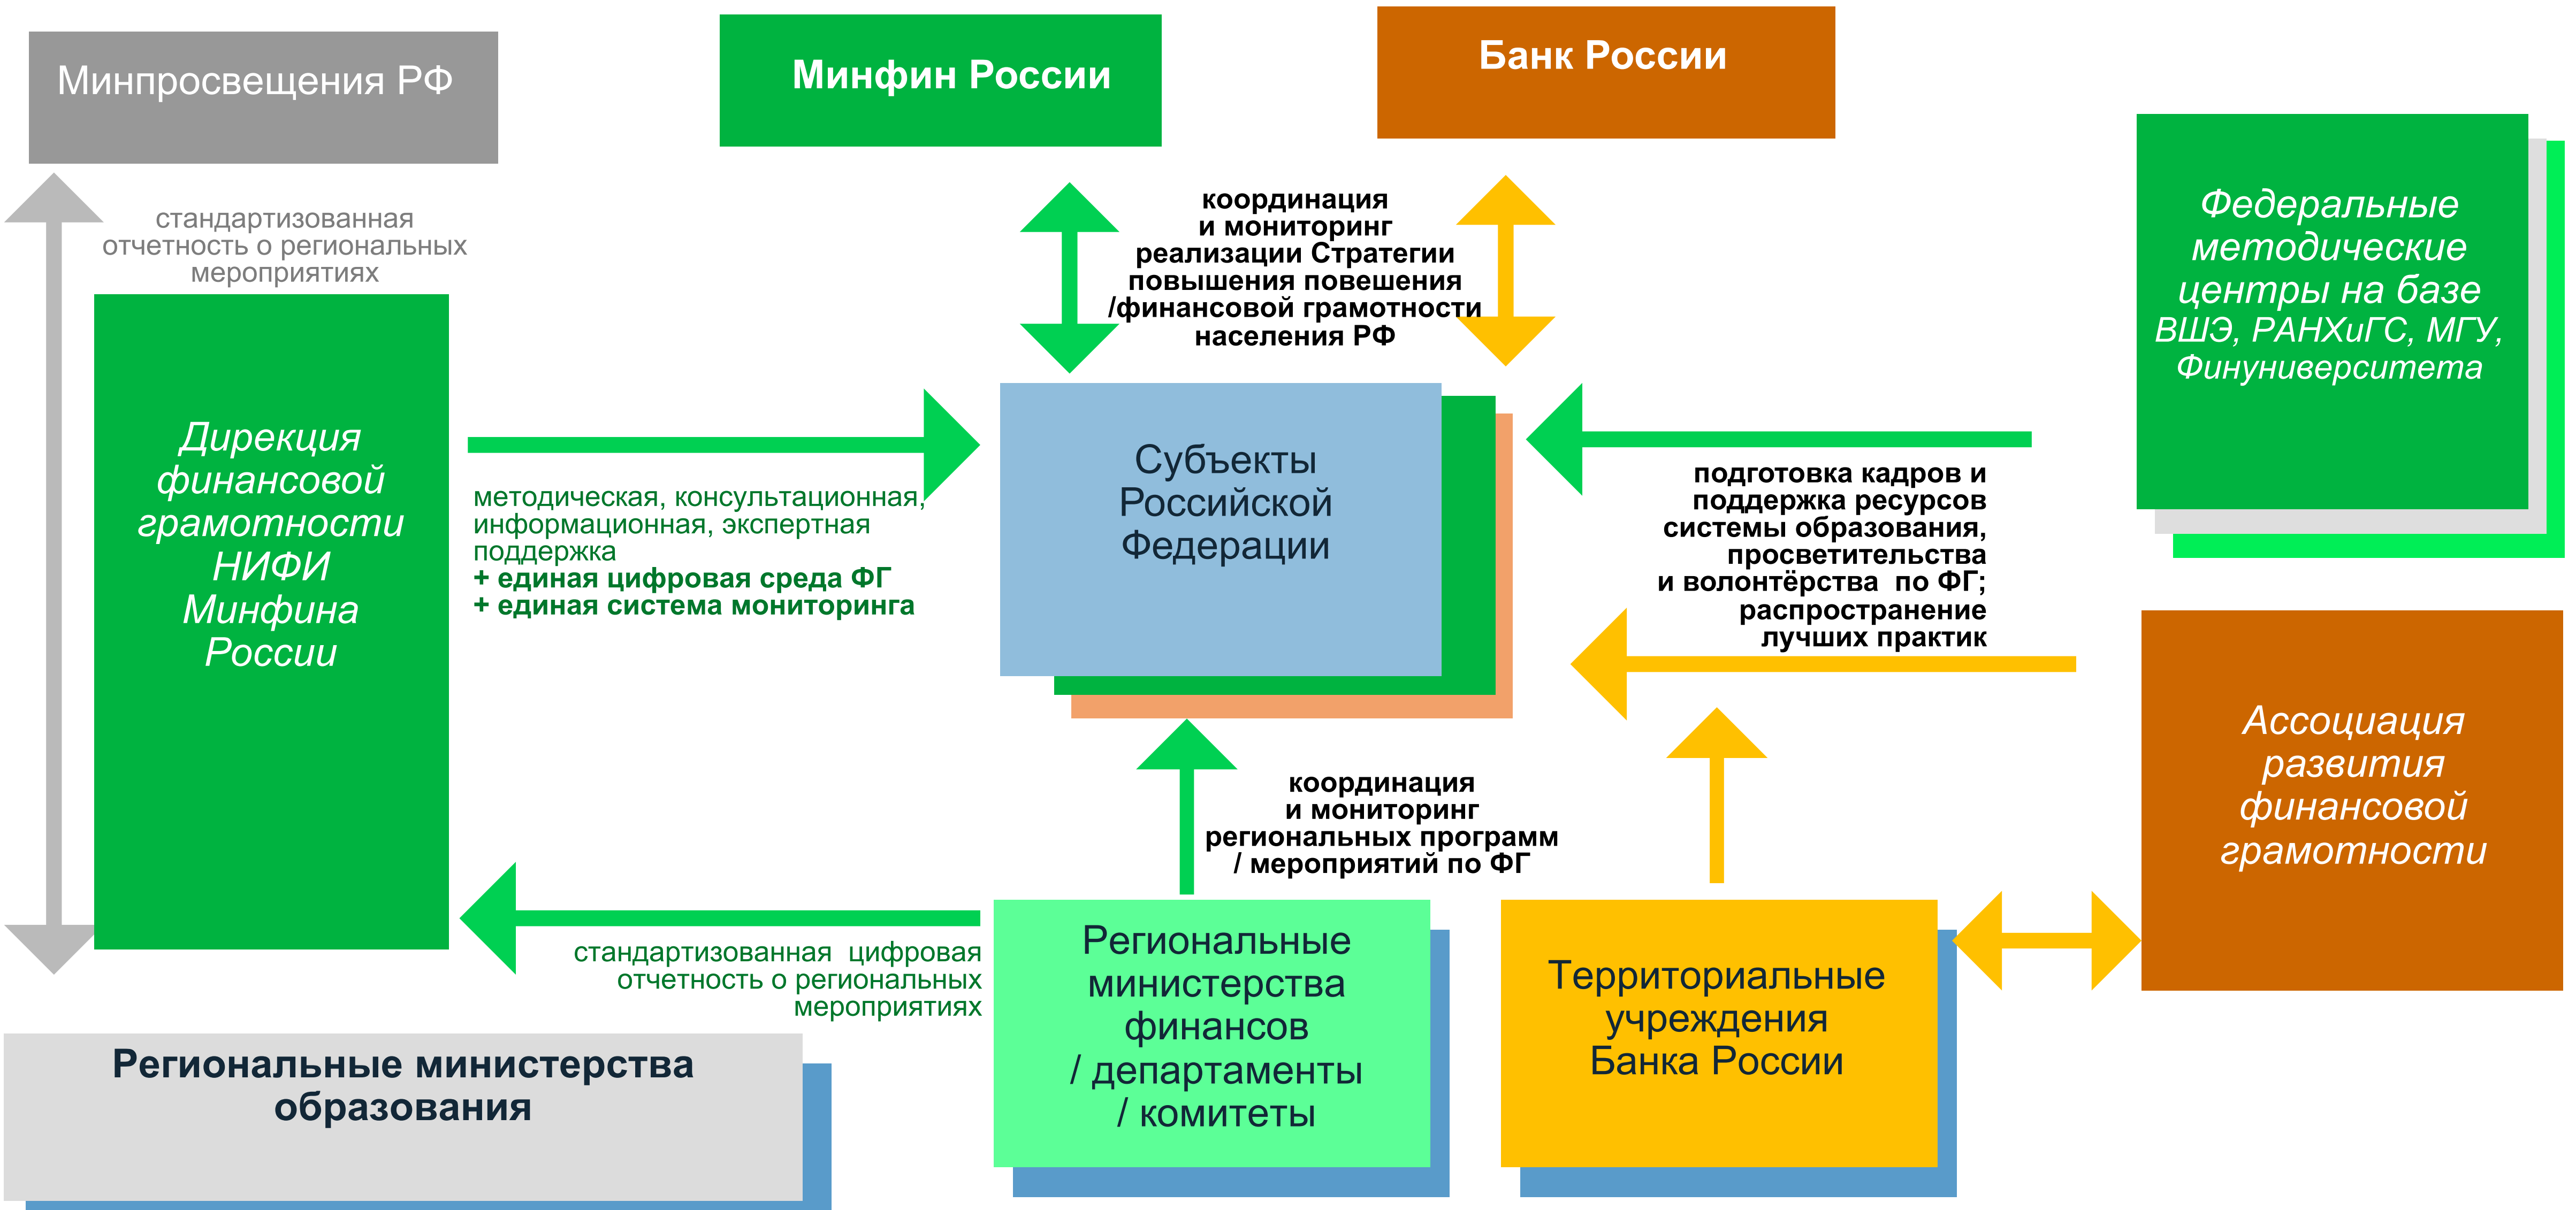 Минпросвещения РФ
Минфин России
Банк России
стандартизованная
отчетность о региональных
мероприятиях
координация
и мониторинг
реализации Стратегии
повышения повешения
/финансовой грамотности
населения РФ
Федеральные
методические
центры на базе
ВШЭ, РАНХиГС, МГУ,
Финуниверситета
Дирекция
финансовой
грамотности
НИФИ
Минфина
России
методическая, консультационная,
информационная, экспертная
поддержка
+ единая цифровая среда ФГ
+ единая система мониторинга
Субъекты
Российской
Федерации
подготовка кадров и
поддержка ресурсов
системы образования,
просветительства
и волонтёрства  по ФГ;
распространение
лучших практик
Ассоциация
развития
финансовой
грамотности
координация
и мониторинг
региональных программ
/ мероприятий по ФГ
стандартизованная  цифровая
отчетность о региональных
мероприятиях
Региональные
министерства
финансов
/ департаменты
/ комитеты
Территориальные
учреждения
Банка России
Региональные министерства
образования